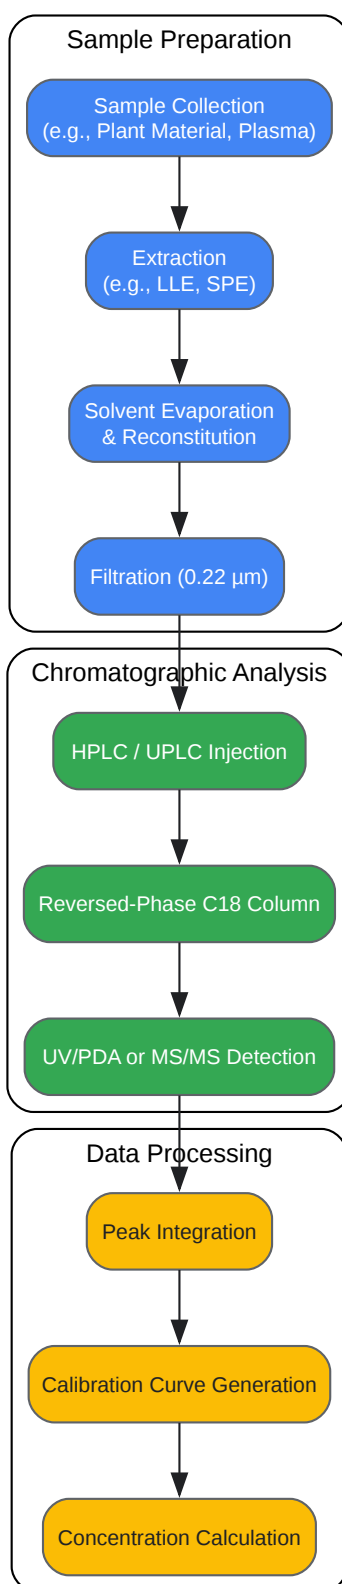 Sample Preparation
Sample Collection
(e.g., Plant Material, Plasma)
Extraction
(e.g., LLE, SPE)
Solvent Evaporation
& Reconstitution
Filtration (0.22 µm)
Chromatographic Analysis
HPLC / UPLC Injection
Reversed-Phase C18 Column
UV/PDA or MS/MS Detection
Data Processing
Peak Integration
Calibration Curve Generation
Concentration Calculation